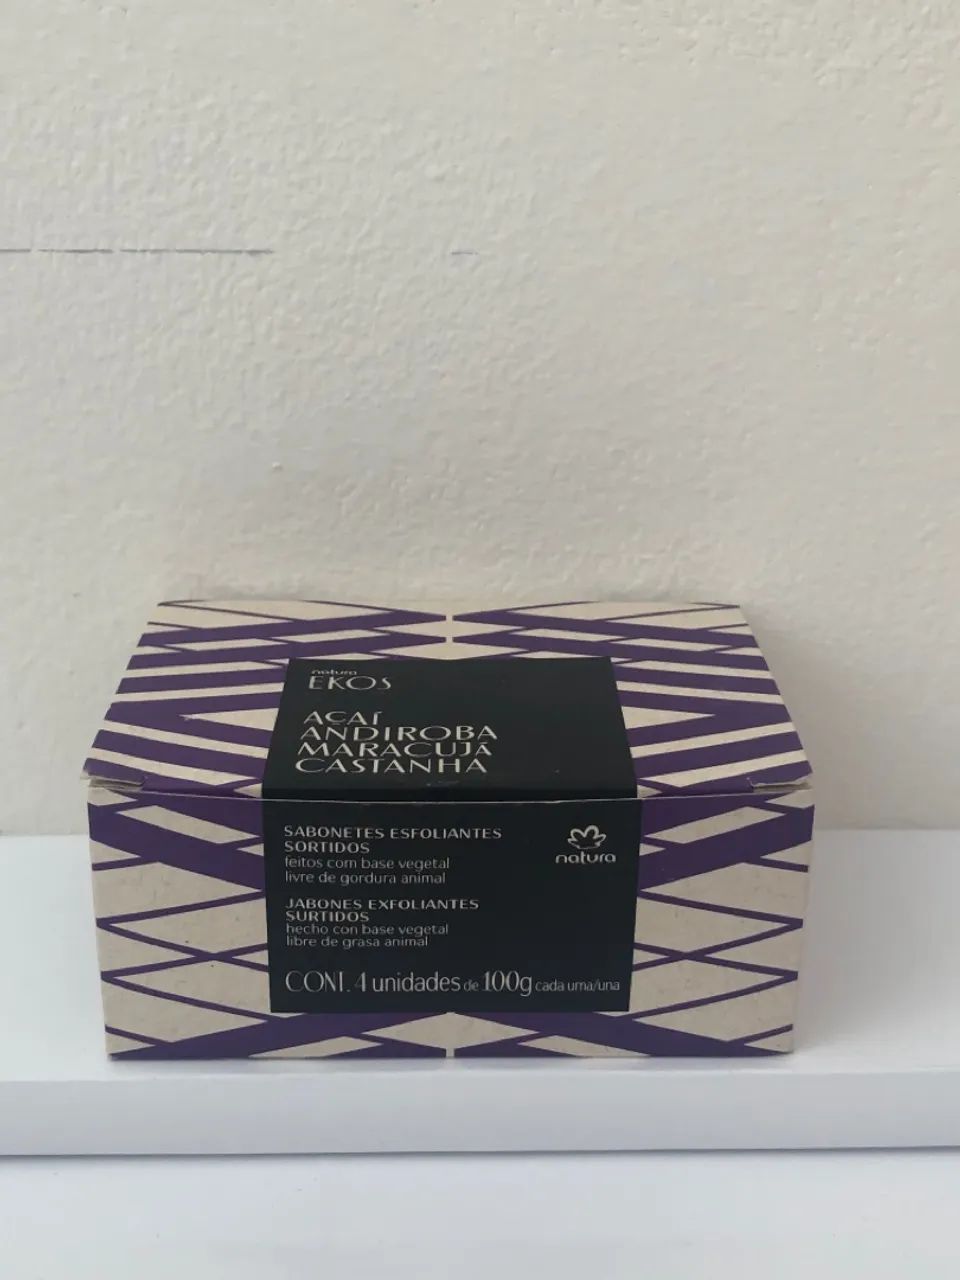 natura
EKOS
AÇAÍ
ANDIROBA
MARACUJÁ
CASTANHA
SABONETES ESFOLIANTES
SORTIDOS
feitos com base vegetal
livre de gordura animal
JABONES EXFOLIANTES
SURTIDOS
hecho con base vegetal
libre de grasa animal
CONT. 4 unidades de 100g cada uma/una
natura